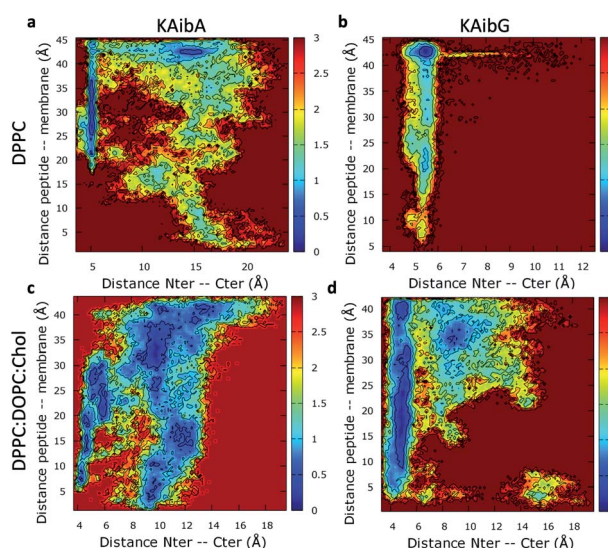 KAibA
KAibG
a
b
DPPC
Distance peptide -- membrane (Å)
45
40
35
30
25
20
15
10
5
5 10 15 20
Distance Nter -- Cter (Å)
3
2.5
2
1.5
1
0.5
0
Distance peptide -- membrane (Å)
45
40
35
30
25
20
15
10
5
4 5 6 7 8 9 10 11 12
Distance Nter -- Cter (Å)
c
d
DPPC:DOPC:Chol
Distance peptide -- membrane (Å)
40
35
30
25
20
15
10
5
4 6 8 10 12 14 16 18
Distance Nter -- Cter (Å)
3
2.5
2
1.5
1
0.5
0
Distance peptide -- membrane (Å)
40
35
30
25
20
15
10
5
4 6 8 10 12 14 16 18
Distance Nter -- Cter (Å)